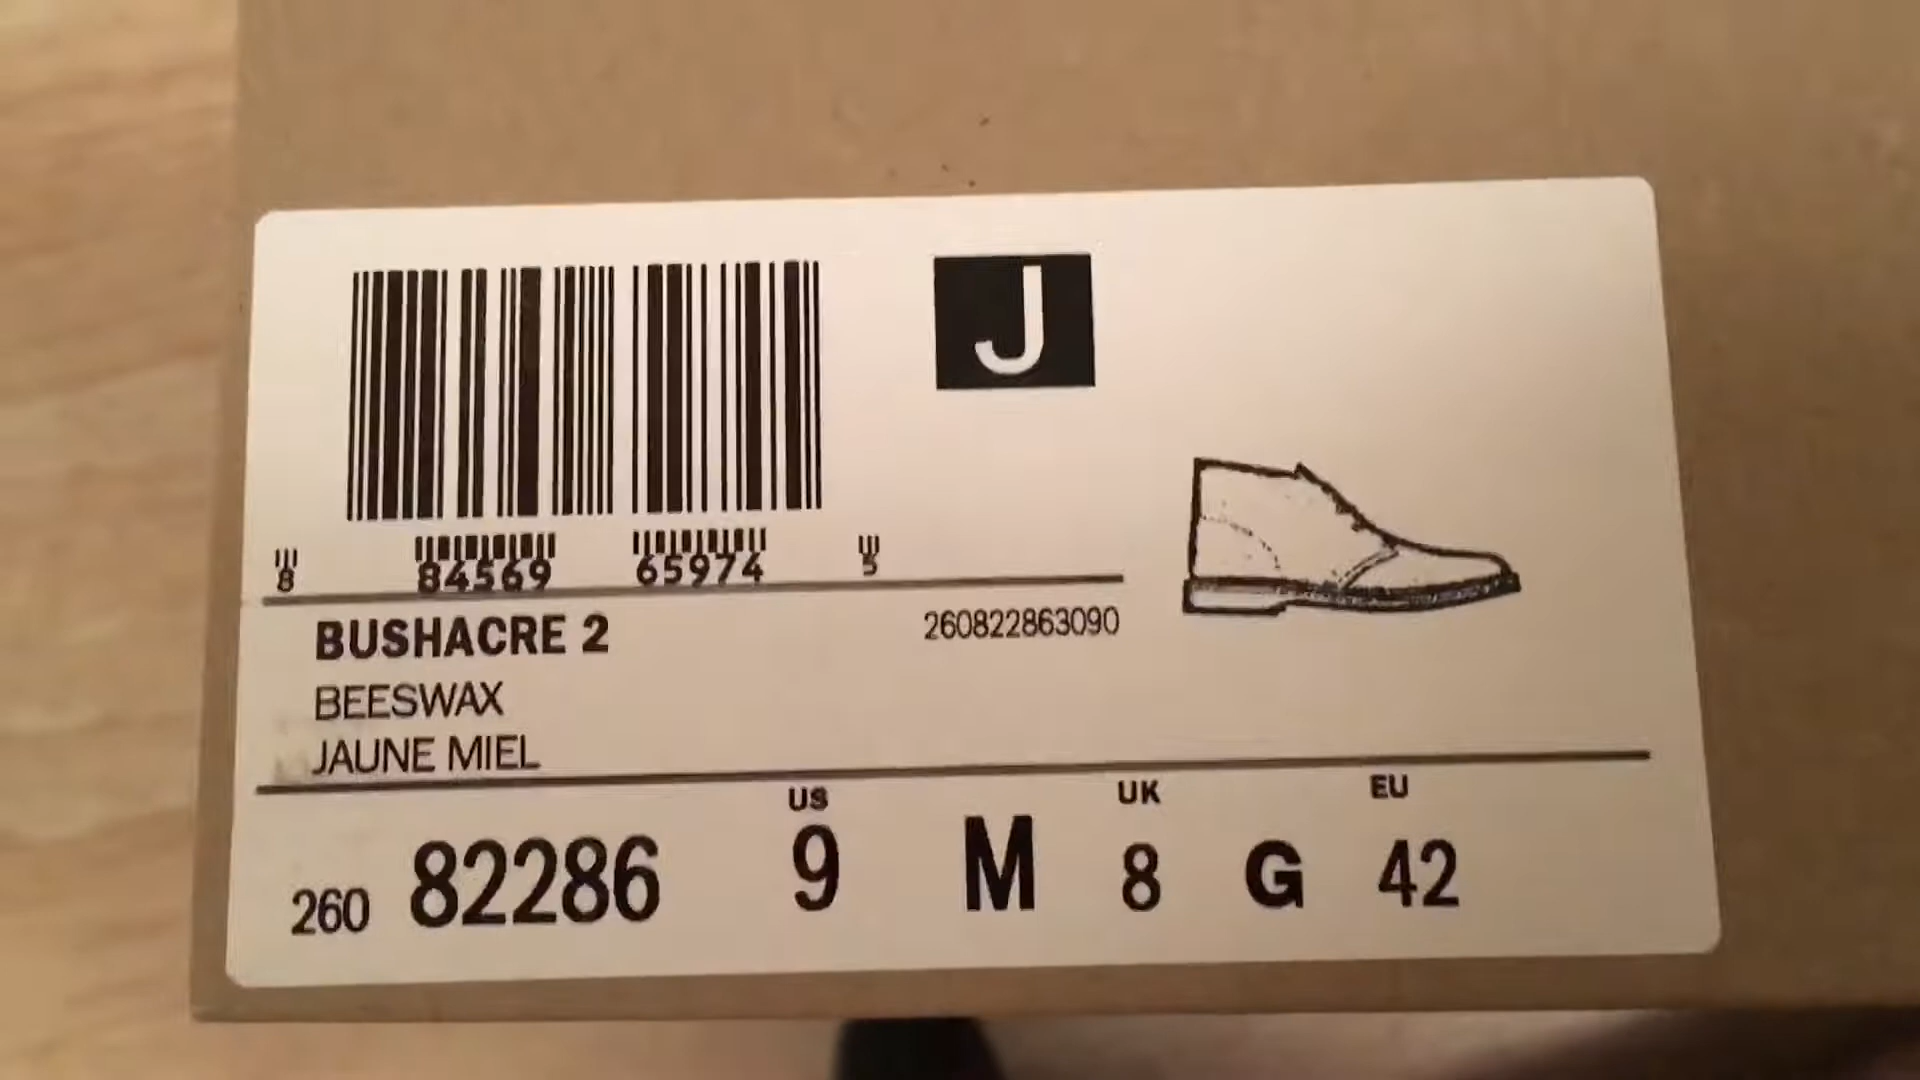 J
8 84569 65974 5
BUSHACRE 2 260822863090
BEESWAX
JAUNE MIEL
US UK EU
260 82286 9 M 8 G 42